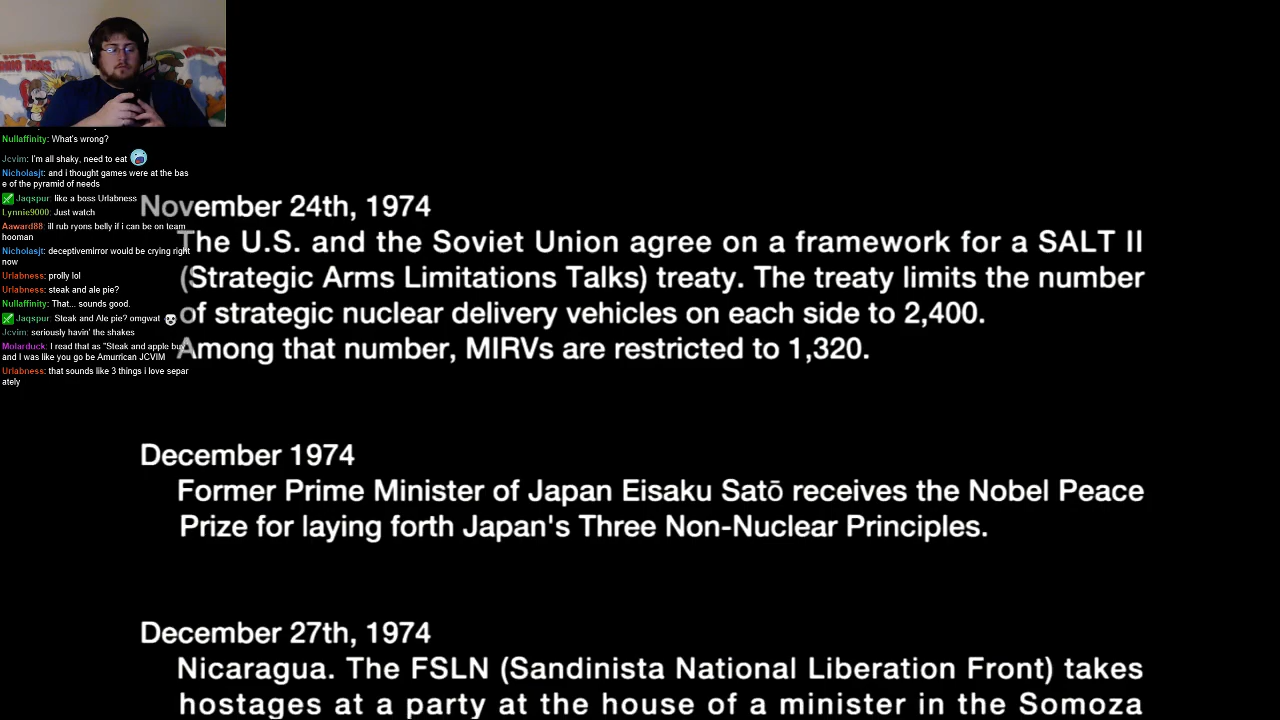 Nullaffinity: What's wrong?
Jcvim: I'm all shaky, need to eat
Nicholasjt: and i thought games were at the bas
e of the pyramid of needs
Jaqspur: like a boss Urlabness
Lynnie9000: Just watch
Aaward88: ill rub ryons belly if i can be on team
hooman
Nicholasjt: deceptivemirror would be crying right
now
Urlabness: prolly lol
Urlabness: steak and ale pie?
Nullaffinity: That... sounds good.
Jaqspur: Steak and Ale pie? omgwat
Jcvim: seriously havin' the shakes
Molarduck: I read that as "Steak and apple
and I was like you go be Amurrican JCVIM
Urlabness: that sounds like 3 things i love separ
ately
November 24th, 1974
The U.S. and the Soviet Union agree on a framework for a SALT II
(Strategic Arms Limitations Talks) treaty. The treaty limits the number
of strategic nuclear delivery vehicles on each side to 2,400.
Among that number, MIRVs are restricted to 1,320.
December 1974
Former Prime Minister of Japan Eisaku Satō receives the Nobel Peace
Prize for laying forth Japan's Three Non-Nuclear Principles.
December 27th, 1974
Nicaragua. The FSLN (Sandinista National Liberation Front) takes
hostages at a party at the house of a minister in the Somoza